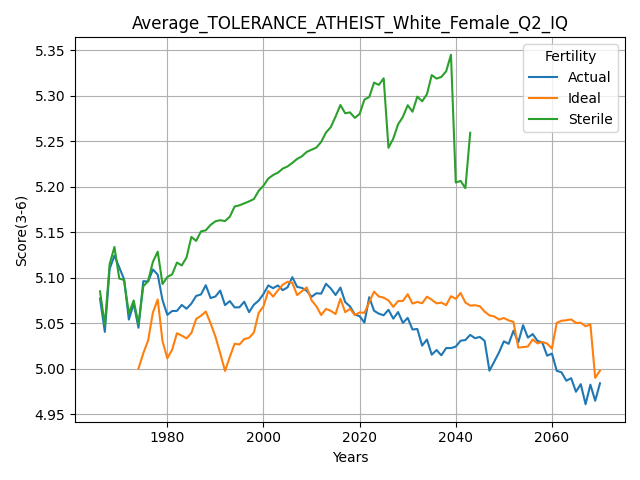 Average_TOLERANCE_ATHEIST_White_Female_Q2_IQ
Fertility
Actual
Ideal
Sterile
Score(3-6)
5.35
5.30
5.25
5.20
5.15
5.10
5.05
5.00
4.95
1980 2000 2020 2040 2060
Years